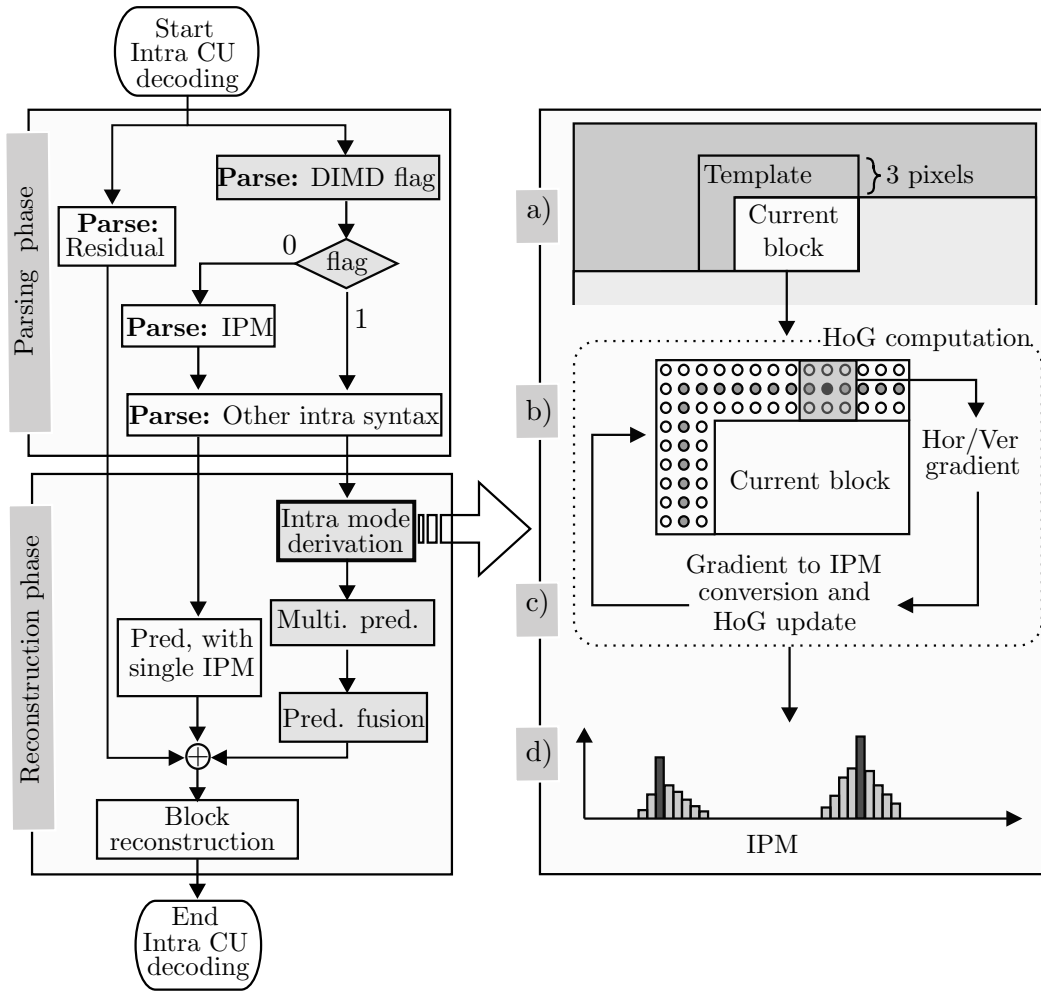 Start
Intra CU
decoding
Parsing phase
Parse: DIMD flag
Parse:
Residual
0
flag
Parse: IPM
1
Parse: Other intra syntax
Reconstruction phase
Intra mode
derivation
Multi. pred.
Pred, with
single IPM
Pred. fusion
Block
reconstruction
End
Intra CU
decoding
a)
Template
3 pixels
Current
block
HoG computation
b)
Hor/Ver
gradient
Current block
c)
Gradient to IPM
conversion and
HoG update
d)
IPM